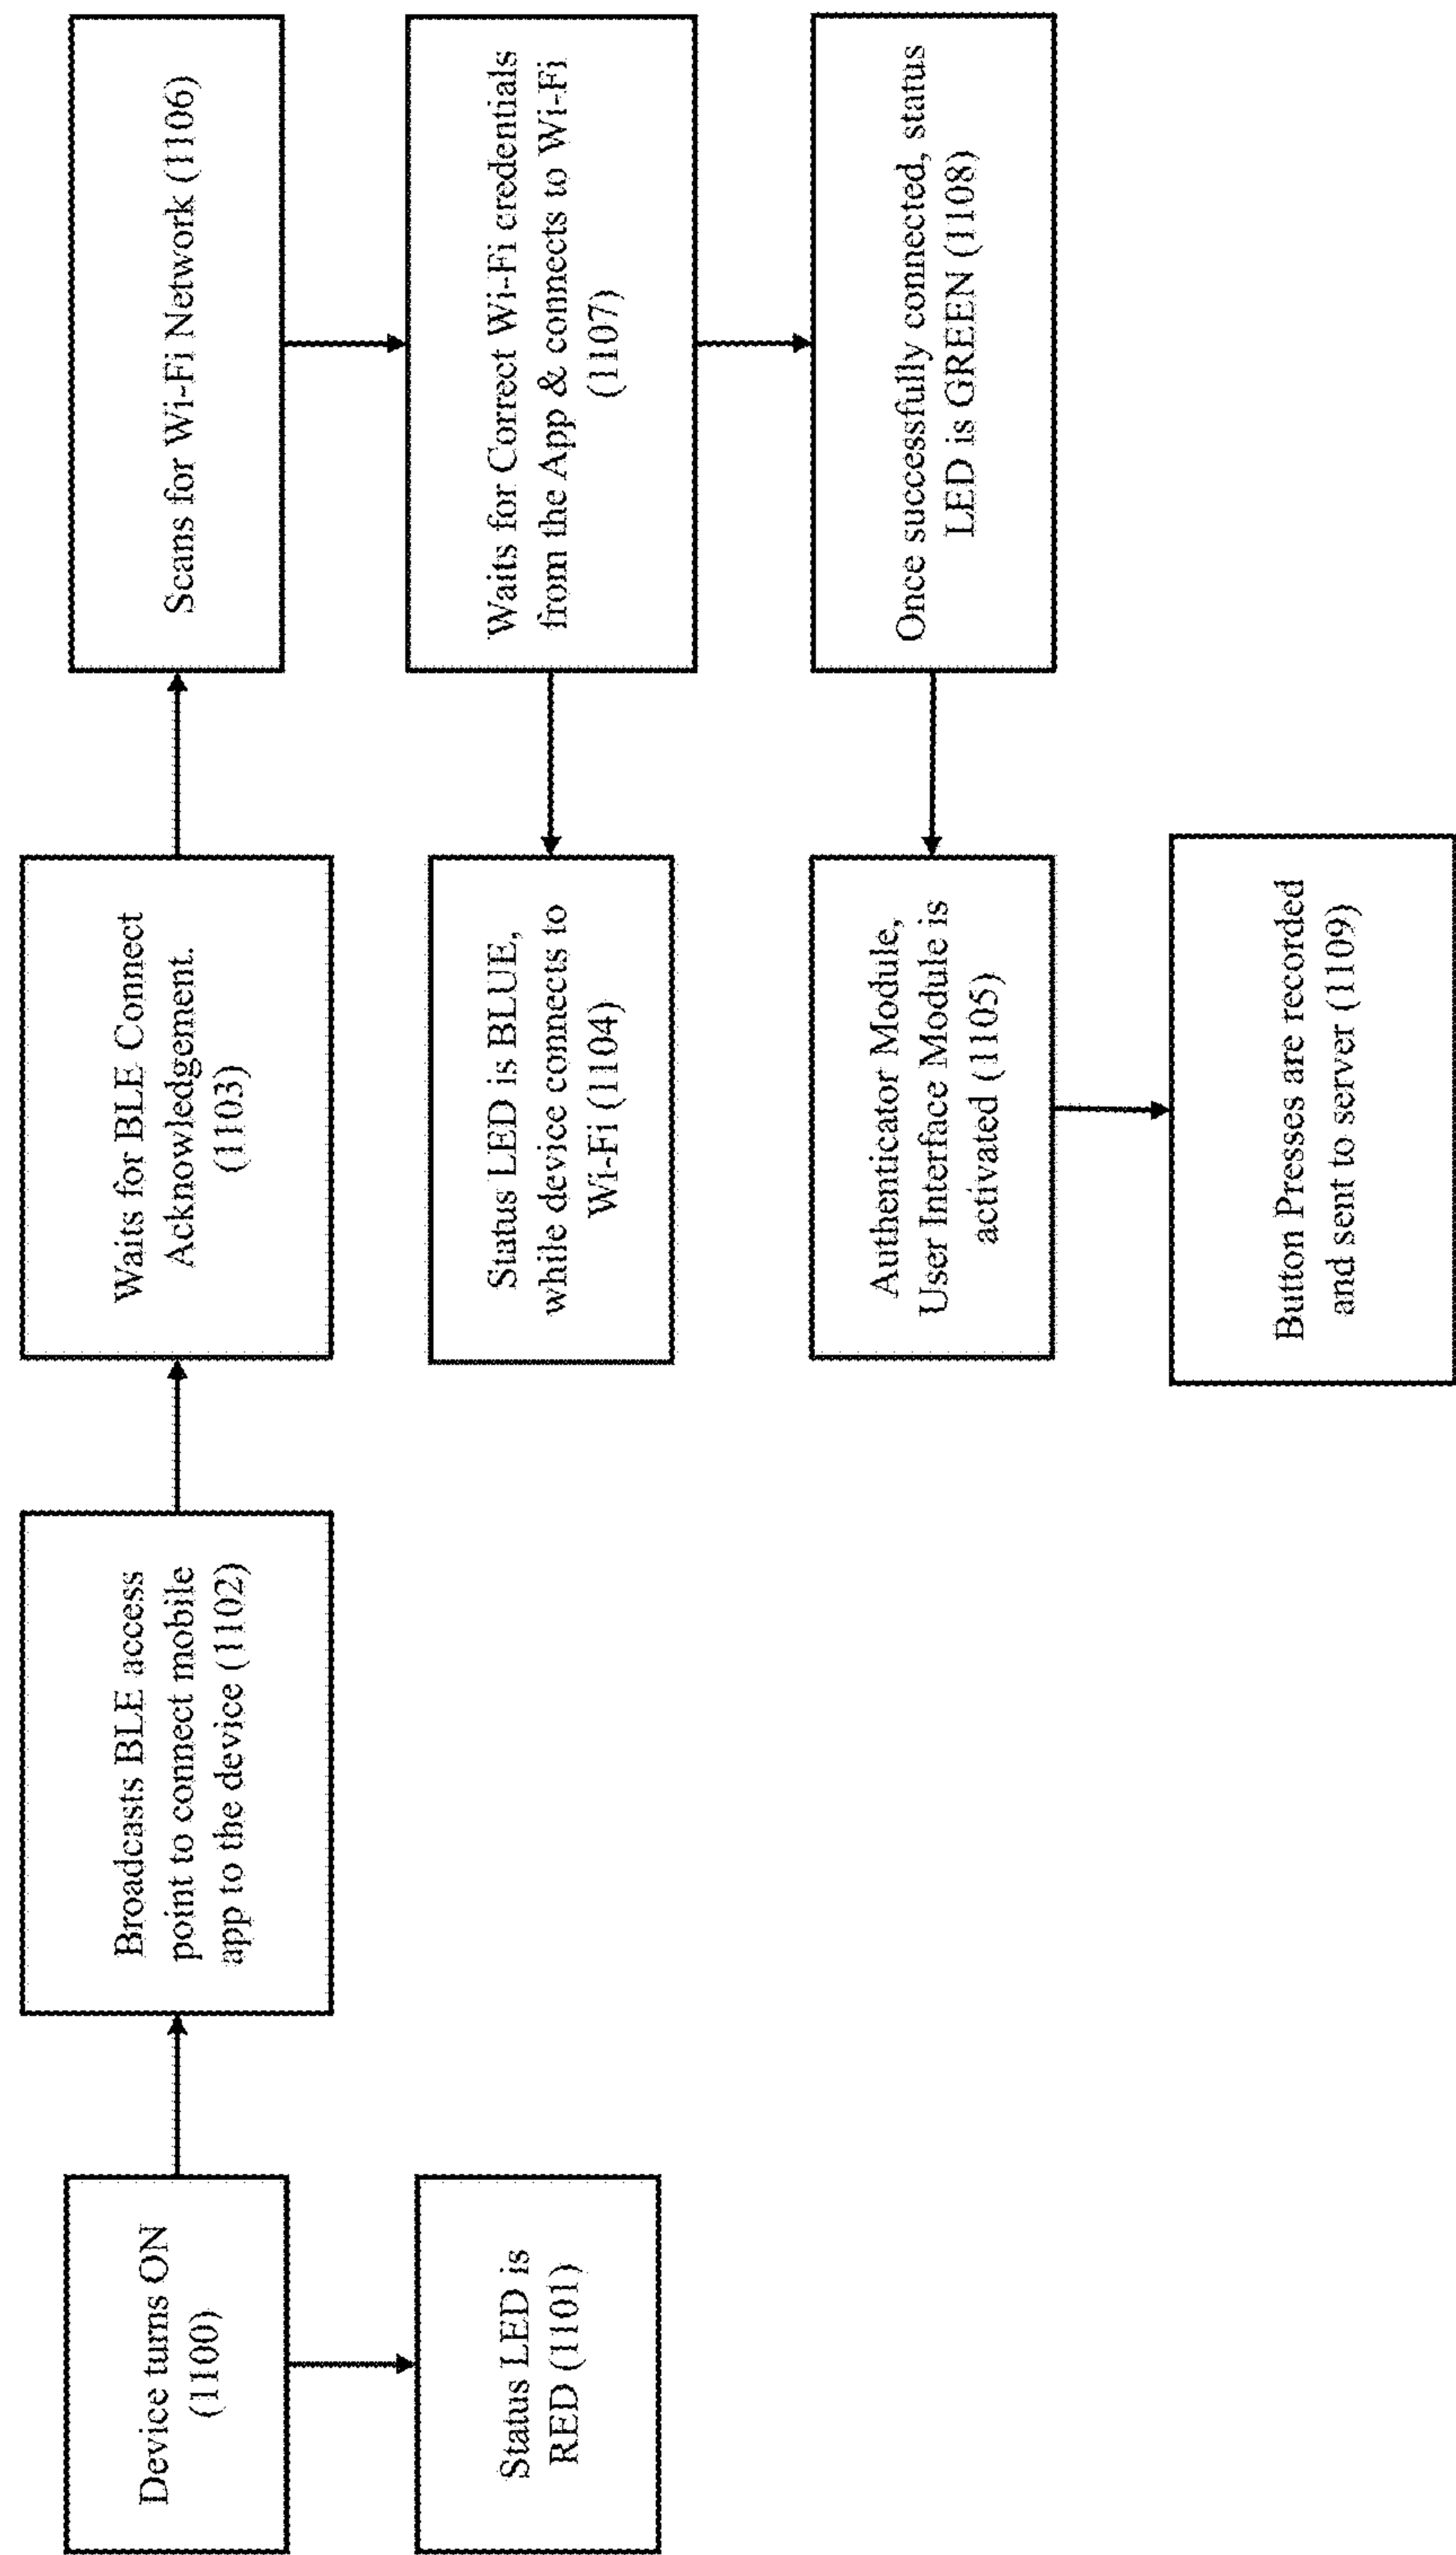 Device turns ON
(1100)
Status LED is
RED (1101)
Broadcasts BLE access
point to connect mobile
app to the device (1102)
Waits for BLE Connect
Acknowledgement.
(1103)
Scans for Wi-Fi Network (1106)
Waits for Correct Wi-Fi credentials
from the App & connects to Wi-Fi
(1107)
Status LED is BLUE,
while device connects to
Wi-Fi (1104)
Once successfully connected, status
LED is GREEN (1108)
Authenticator Module,
User Interface Module is
activated (1105)
Button Presses are recorded
and sent to server (1109)